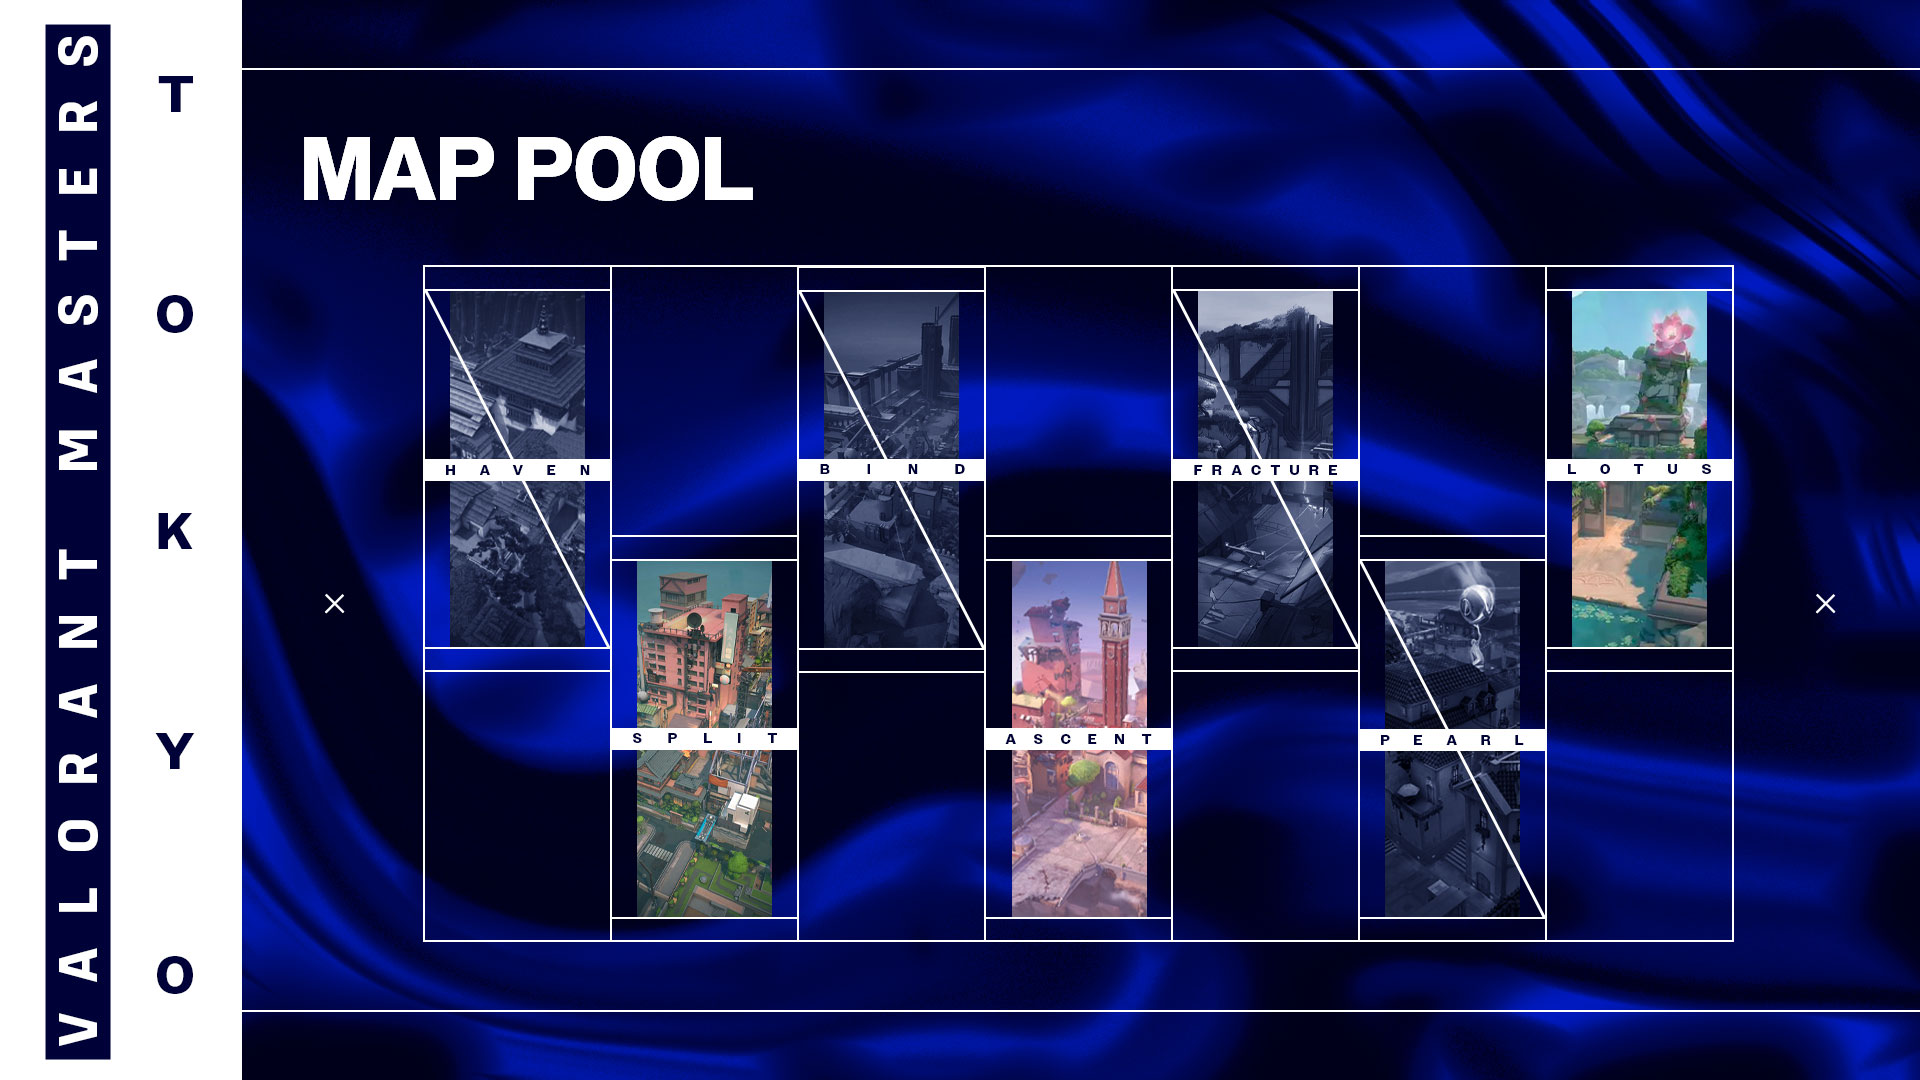 VALORANT MASTERS
TOKYO
MAP POOL
HAVEN
BIND
FRACTURE
LOTUS
SPLIT
ASCENT
PEARL